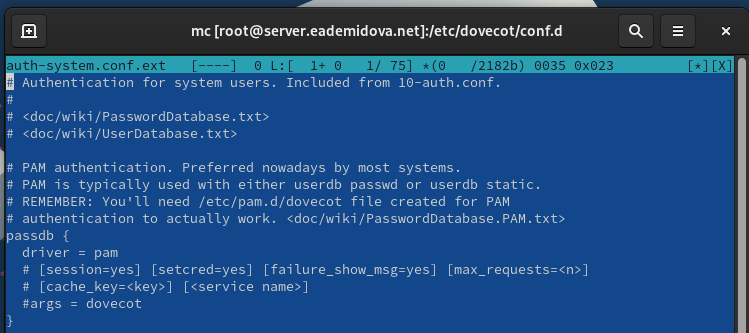 mc [root@server.eademidova.net]:/etc/dovecot/conf.d
auth-system.conf.ext   [----]  0 L:[  1+ 0   1/ 75] *(0   /2182b) 0035 0x023         [*][X]
# Authentication for system users. Included from 10-auth.conf.
#
# <doc/wiki/PasswordDatabase.txt>
# <doc/wiki/UserDatabase.txt>

# PAM authentication. Preferred nowadays by most systems.
# PAM is typically used with either userdb passwd or userdb static.
# REMEMBER: You'll need /etc/pam.d/dovecot file created for PAM
# authentication to actually work. <doc/wiki/PasswordDatabase.PAM.txt>
passdb {
  driver = pam
  # [session=yes] [setcred=yes] [failure_show_msg=yes] [max_requests=<n>]
  # [cache_key=<key>] [<service name>]
  #args = dovecot
}